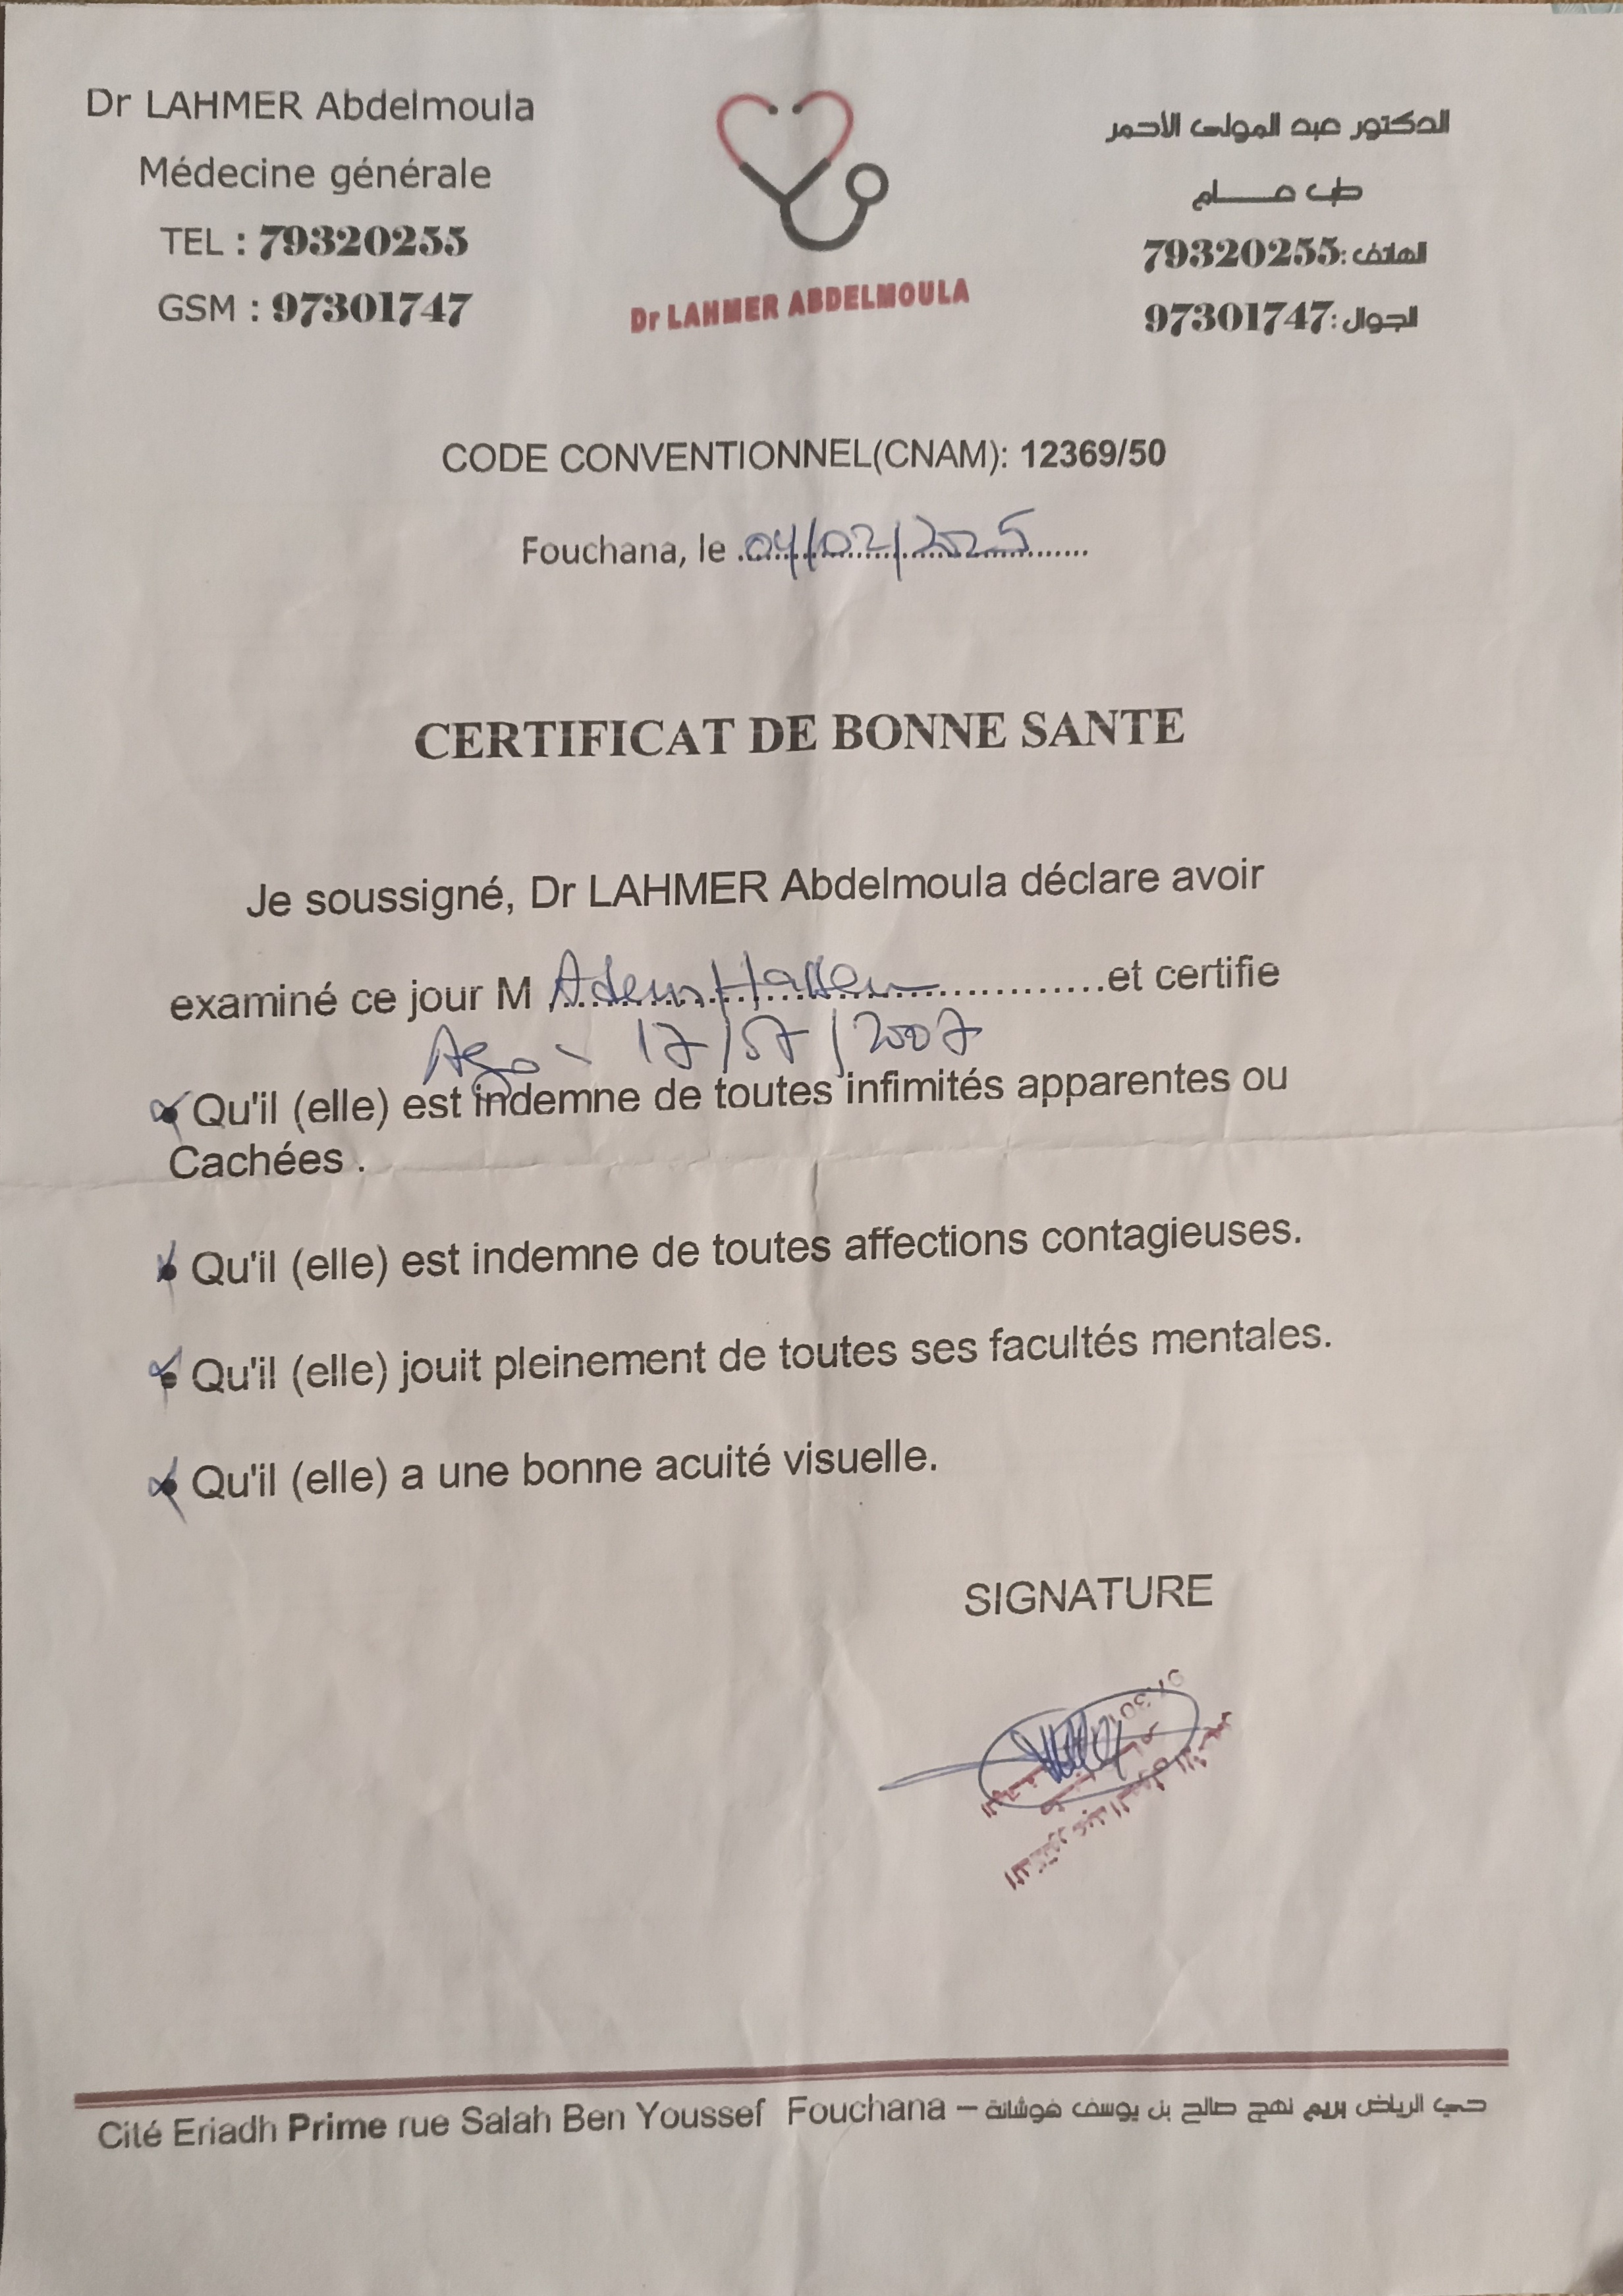 Dr LAHMER Abdelmoula
Médecine générale
TEL : 79320255
GSM : 97301747
Dr LAHMER ABDELMOULA
الدكتور عبد المولى الأحمر
طب عـــام
الهاتف: 79320255
الجوال: 97301747
CODE CONVENTIONNEL(CNAM): 12369/50
Fouchana, le 04/02/2025
CERTIFICAT DE BONNE SANTE
Je soussigné, Dr LAHMER Abdelmoula déclare avoir
examiné ce jour M Adem Hassen et certifie
17/07/2007
Qu'il (elle) est indemne de toutes infimités apparentes ou
Cachées .
Qu'il (elle) est indemne de toutes affections contagieuses.
Qu'il (elle) jouit pleinement de toutes ses facultés mentales.
Qu'il (elle) a une bonne acuité visuelle.
SIGNATURE
Cité Eriadh Prime rue Salah Ben Youssef Fouchana – حي الرياض بريم نهج صالح بن يوسف فوشانة